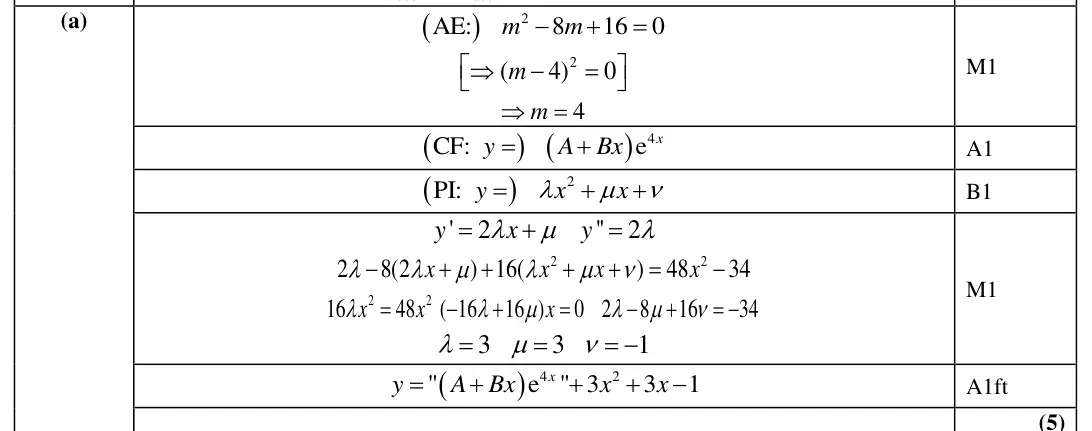 (a)
(AE:) m² − 8m + 16 = 0
[⇒ (m − 4)² = 0]
⇒ m = 4
M1
(CF: y =) (A + Bx)e⁴ˣ
A1
(PI: y =) λx² + μx + ν
B1
y' = 2λx + μ y" = 2λ
2λ − 8(2λx + μ) + 16(λx² + μx + ν) = 48x² − 34
16λx² = 48x² (−16λ + 16μ)x = 0 2λ − 8μ + 16ν = −34
λ = 3 μ = 3 ν = −1
M1
y = "(A + Bx)e⁴ˣ" + 3x² + 3x − 1
A1ft
(5)